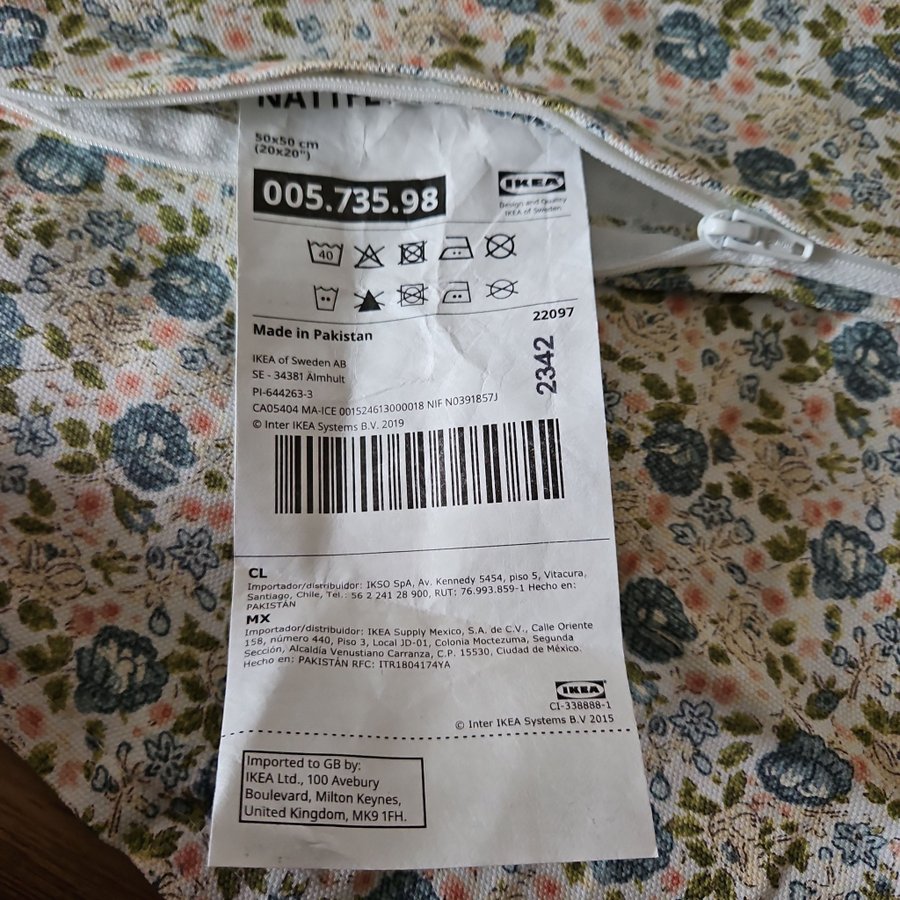 50x50 cm
(20x20")
005.735.98
IKEA
Design and Quality
IKEA of Sweden
40
22097
Made in Pakistan
2342
IKEA of Sweden AB
SE - 34381 Älmhult
PI-644263-3
CA05404 MA-ICE 001524613000018 NIF N0391857J
© Inter IKEA Systems B.V. 2019
CL
Importador/distribuidor: IKSO SpA, Av. Kennedy 5454, piso 5, Vitacura,
Santiago, Chile, Tel.: 56 2 241 28 900, RUT: 76.993.859-1 Hecho en:
PAKISTÁN
MX
Importador/distribuidor: IKEA Supply Mexico, S.A. de C.V., Calle Oriente
158, número 440, Piso 3, Local JD-01, Colonia Moctezuma, Segunda
Sección, Alcaldía Venustiano Carranza, C.P. 15530, Ciudad de México.
Hecho en: PAKISTÁN RFC: ITR1804174YA
IKEA
CI-338888-1
© Inter IKEA Systems B.V 2015
Imported to GB by:
IKEA Ltd., 100 Avebury
Boulevard, Milton Keynes,
United Kingdom, MK9 1FH.